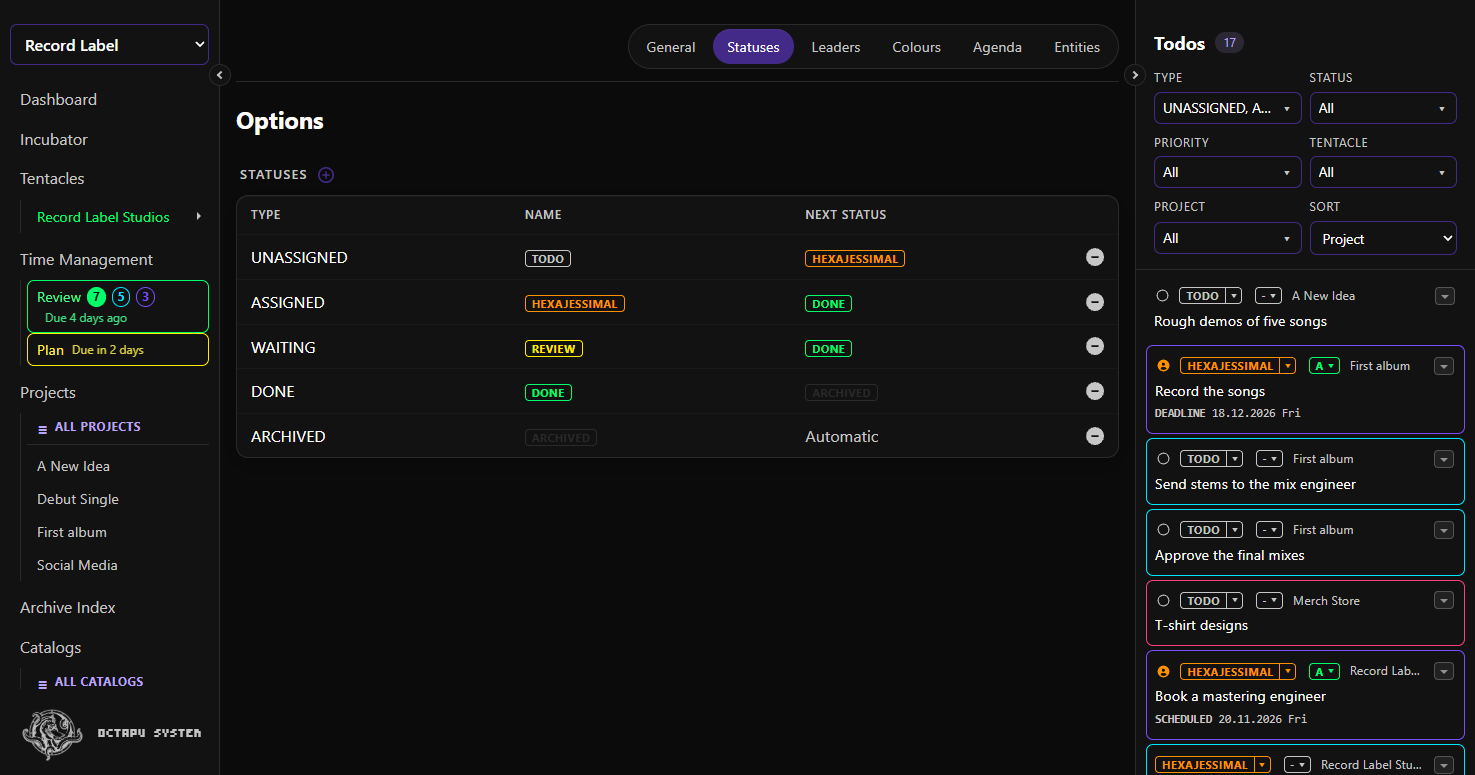 Record Label
Dashboard
Incubator
Tentacles
Record Label Studios
Time Management
Review 7 5 3
Due 4 days ago
Plan Due in 2 days
Projects
ALL PROJECTS
A New Idea
Debut Single
First album
Social Media
Archive Index
Catalogs
ALL CATALOGS
OCTAPU SYSTEM
General Statuses Leaders Colours Agenda Entities
Options
STATUSES
TYPE NAME NEXT STATUS
UNASSIGNED TODO HEXAJESSIMAL
ASSIGNED HEXAJESSIMAL DONE
WAITING REVIEW DONE
DONE DONE ARCHIVED
ARCHIVED ARCHIVED Automatic
Todos 17
TYPE STATUS
UNASSIGNED, A... All
PRIORITY TENTACLE
All All
PROJECT SORT
All Project
TODO - A New Idea
Rough demos of five songs
HEXAJESSIMAL A First album
Record the songs
DEADLINE 18.12.2026 Fri
TODO - First album
Send stems to the mix engineer
TODO - First album
Approve the final mixes
TODO - Merch Store
T-shirt designs
HEXAJESSIMAL A Record Lab...
Book a mastering engineer
SCHEDULED 20.11.2026 Fri
HEXAJESSIMAL - Record Label Stu...